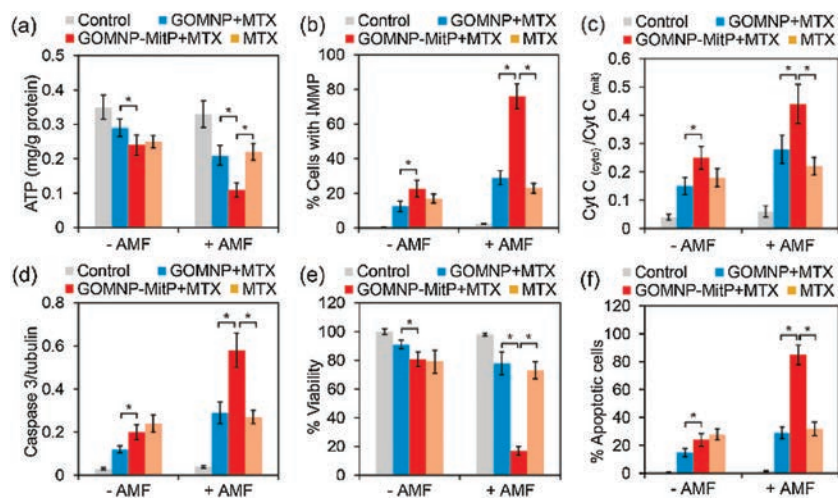 (a) Control GOMNP+MTX
GOMNP-MitP+MTX MTX
ATP (mg/g protein)
0.5
0.4
0.3
0.2
0.1
0
*
*
*
- AMF + AMF
(b) Control GOMNP+MTX
GOMNP-MitP+MTX MTX
% Cells with ↓MMP
100
80
60
40
20
0
*
*
*
- AMF + AMF
(c) Control GOMNP+MTX
GOMNP-MitP+MTX MTX
Cyt C (cyto) /Cyt C (mit)
0.6
0.4
0.2
0
*
*
*
- AMF + AMF
(d) Control GOMNP+MTX
GOMNP-MitP+MTX MTX
Caspase 3/tubulin
0.8
0.6
0.4
0.2
0
*
*
*
- AMF + AMF
(e) Control GOMNP+MTX
GOMNP-MitP+MTX MTX
% Viability
120
100
80
60
40
20
0
*
*
*
- AMF + AMF
(f) Control GOMNP+MTX
GOMNP-MitP+MTX MTX
% Apoptotic cells
120
100
80
60
40
20
0
*
*
*
- AMF + AMF